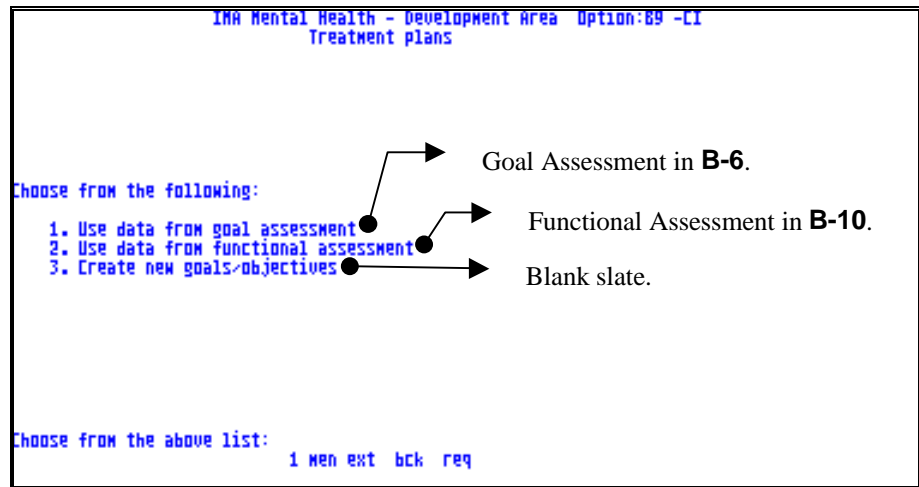 IMA Mental Health - Development Area Option:B9 -CI
Treatment plans
Goal Assessment in B-6.
Choose from the following:
1. Use data from goal assessment
Functional Assessment in B-10.
2. Use data from functional assessment
3. Create new goals/objectives
Blank slate.
Choose from the above list:
1 men ext bck req